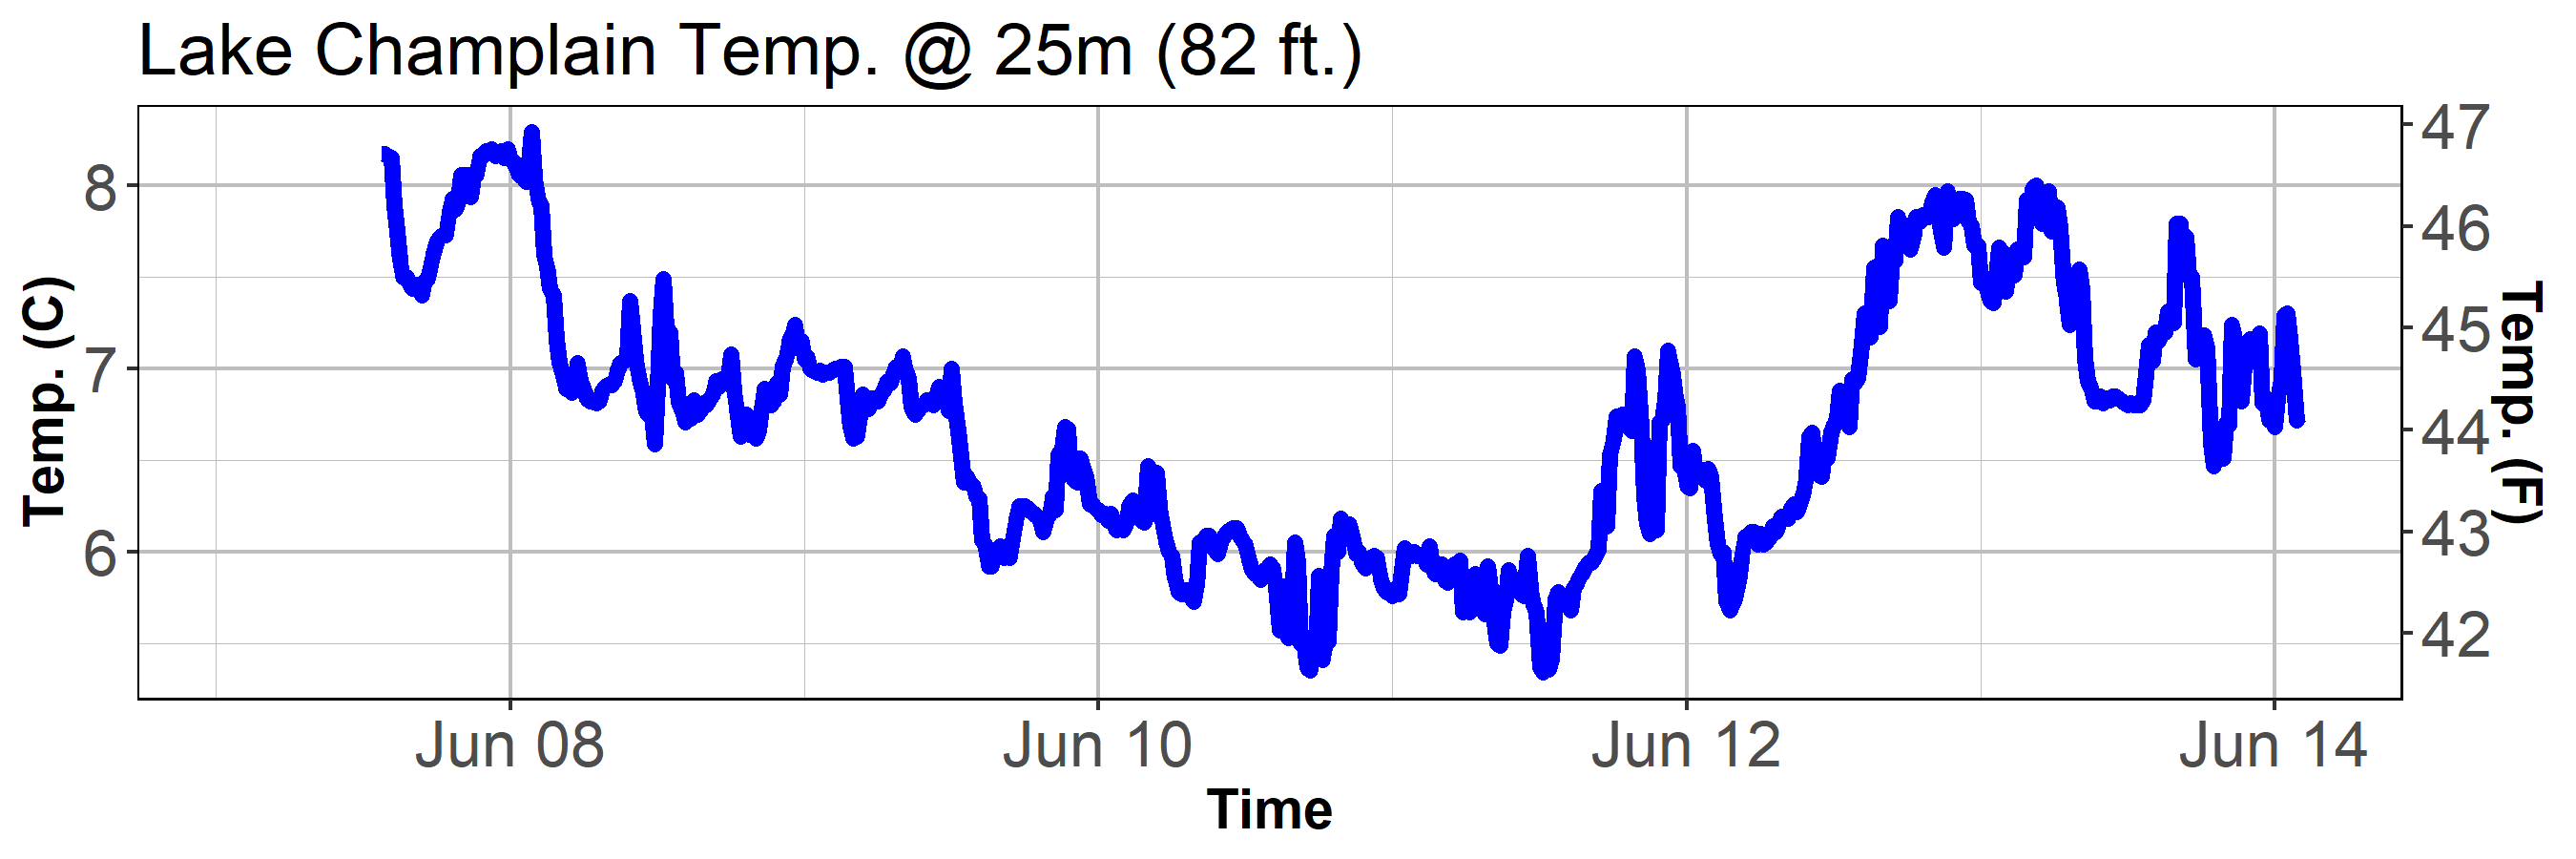 Lake Champlain Temp. @ 25m (82 ft.)
Temp. (C)
8
7
6
47
46
45
44
43
42
Temp. (F)
Jun 08
Jun 10
Jun 12
Jun 14
Time